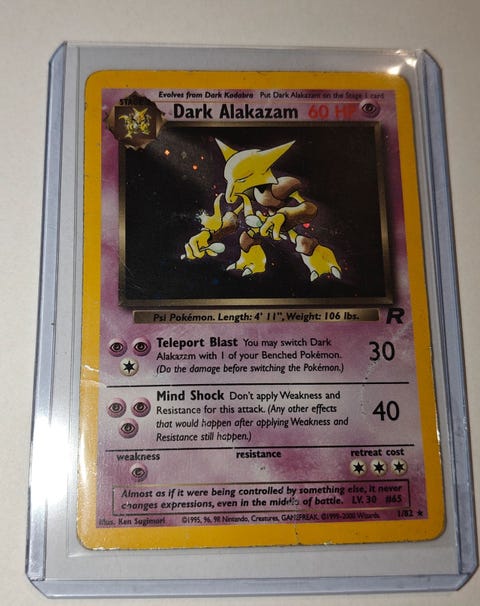 Evolves from Dark Kadabra Put Dark Alakazam on the Stage 1 card
STAGE
Dark Alakazam 60 HP
Psi Pokémon. Length: 4' 11", Weight: 106 lbs.
R
Teleport Blast You may switch Dark
Alakazam with 1 of your Benched Pokémon.
(Do the damage before switching the Pokémon.)
30
Mind Shock Don't apply Weakness and
Resistance for this attack. (Any other effects
that would happen after applying Weakness and
Resistance still happen.)
40
weakness resistance retreat cost
Almost as if it were being controlled by something else, it never
changes expressions, even in the middle of battle. LV. 30 #65
Illus. Ken Sugimori ©1995, 96, 98 Nintendo, Creatures, GAMEFREAK. ©1999-2000 Wizards. 1/82 ★